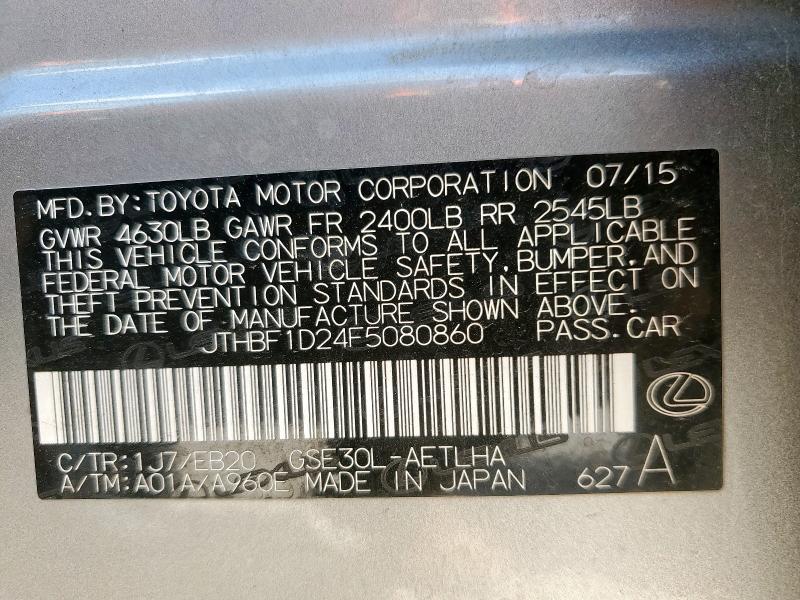 MFD.BY:TOYOTA MOTOR CORPORATION 07/15
GVWR 4630LB GAWR FR 2400LB RR 2545LB
THIS VEHICLE CONFORMS TO ALL APPLICABLE
FEDERAL MOTOR VEHICLE SAFETY,BUMPER,AND
THEFT PREVENTION STANDARDS IN EFFECT ON
THE DATE OF MANUFACTURE SHOWN ABOVE.
JTHBF1D24F5080860 PASS.CAR
C/TR:1J7/EB20 GSE30L-AETLHA
A/TM:A01A/A960E MADE IN JAPAN 627A